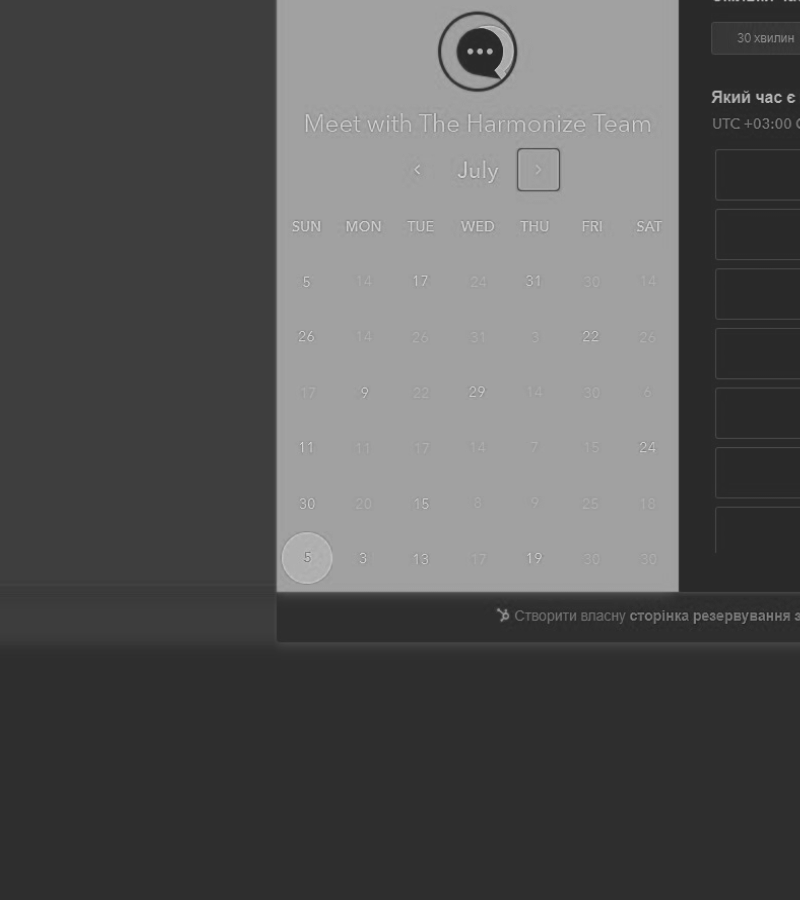 30 хвилин
Який час є
UTC +03:00
Meet with The Harmonize Team
July
SUN MON TUE WED THU FRI SAT
5 14 17 24 31 30 14
26 14 26 31 3 22 26
17 9 22 29 14 30 6
11 11 17 14 7 15 24
30 20 15 8 9 25 18
5 3 13 17 19 30 30
Створити власну сторінка резервування